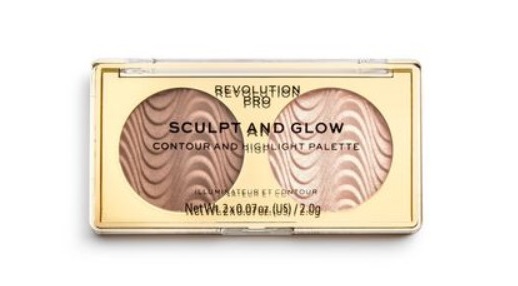 REVOLUTION
PRO
SCULPT AND GLOW
CONTOUR AND HIGHLIGHT PALETTE
ILLUMINATEUR ET CONTOUR
Net Wt. 2 x 0.07oz. (US) / 2.0g